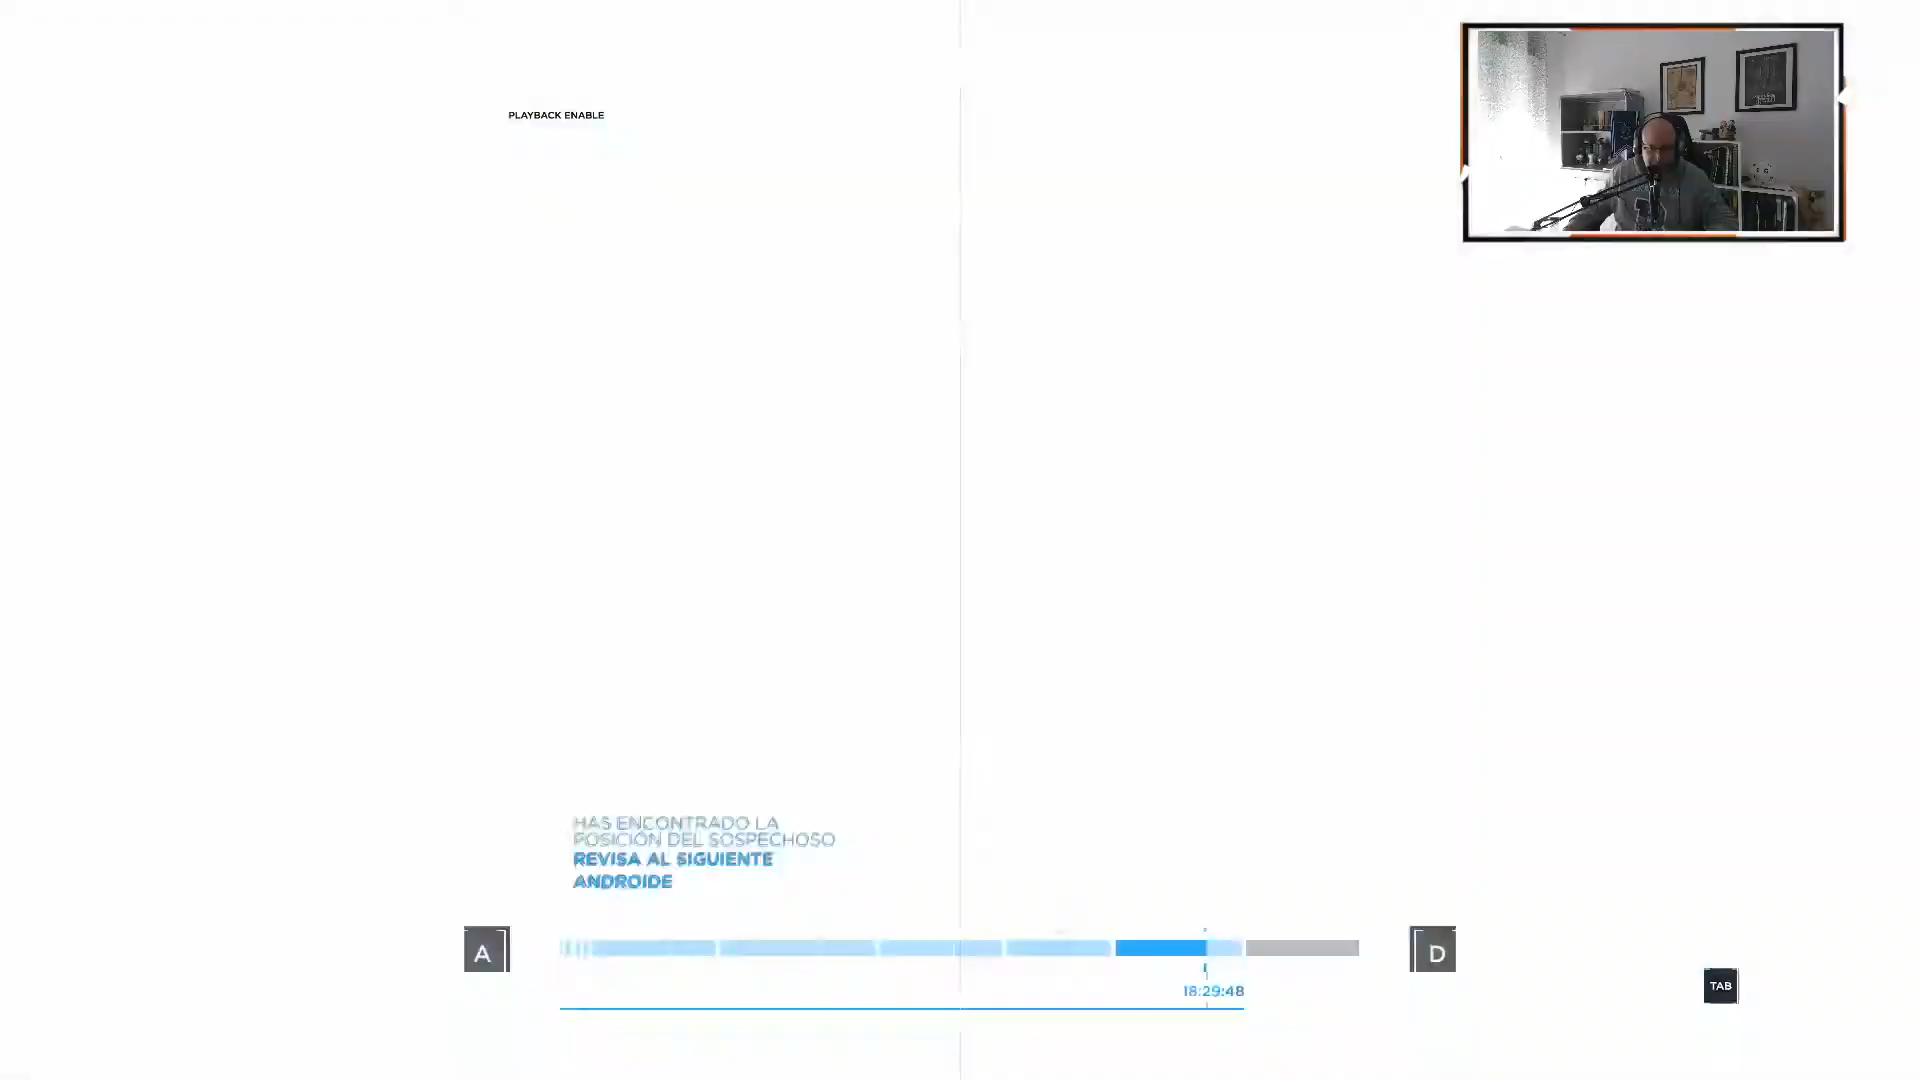 PLAYBACK ENABLE
HAS ENCONTRADO LA
POSICIÓN DEL SOSPECHOSO
REVISA AL SIGUIENTE
ANDROIDE
A
D
18:29:48
TAB